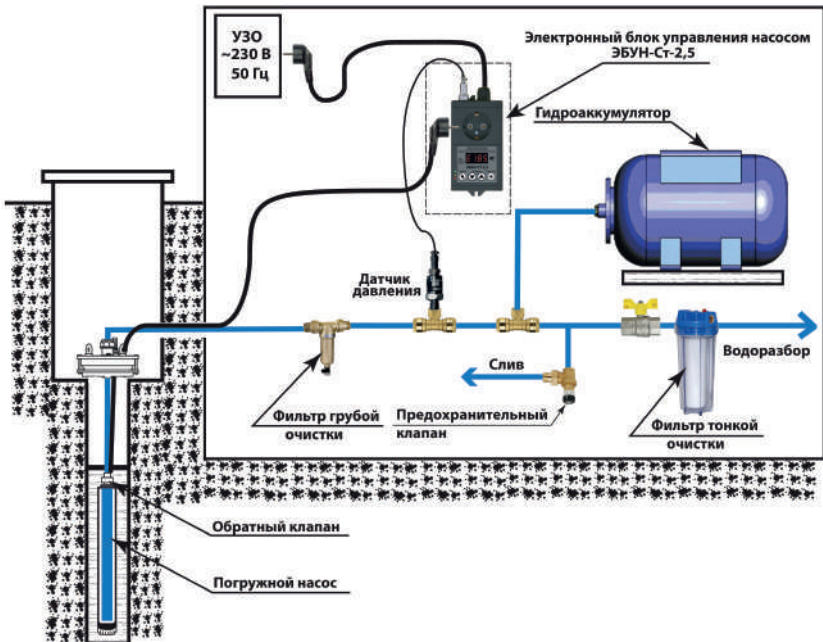 УЗО
~230 В
50 Гц
Электронный блок управления насосом
ЭБУН-Ст-2,5
Гидроаккумулятор
Датчик
давления
Водоразбор
Слив
Фильтр грубой
очистки
Предохранительный
клапан
Фильтр тонкой
очистки
Обратный клапан
Погружной насос